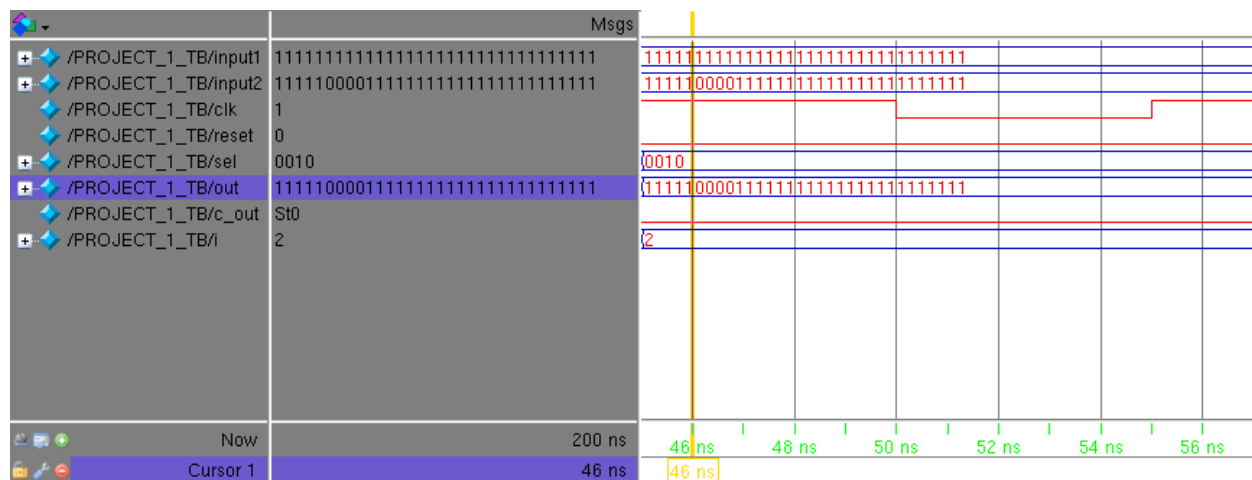 Msgs
/PROJECT_1_TB/input1 11111111111111111111111111111111 11111111111111111111111111111111
/PROJECT_1_TB/input2 11111000011111111111111111111111 11111000011111111111111111111111
/PROJECT_1_TB/clk 1
/PROJECT_1_TB/reset 0
/PROJECT_1_TB/sel 0010 0010
/PROJECT_1_TB/out 11111000011111111111111111111111 11111000011111111111111111111111
/PROJECT_1_TB/c_out St0
/PROJECT_1_TB/i 2 2
Now 200 ns 46 ns 48 ns 50 ns 52 ns 54 ns 56 ns
Cursor 1 46 ns 46 ns